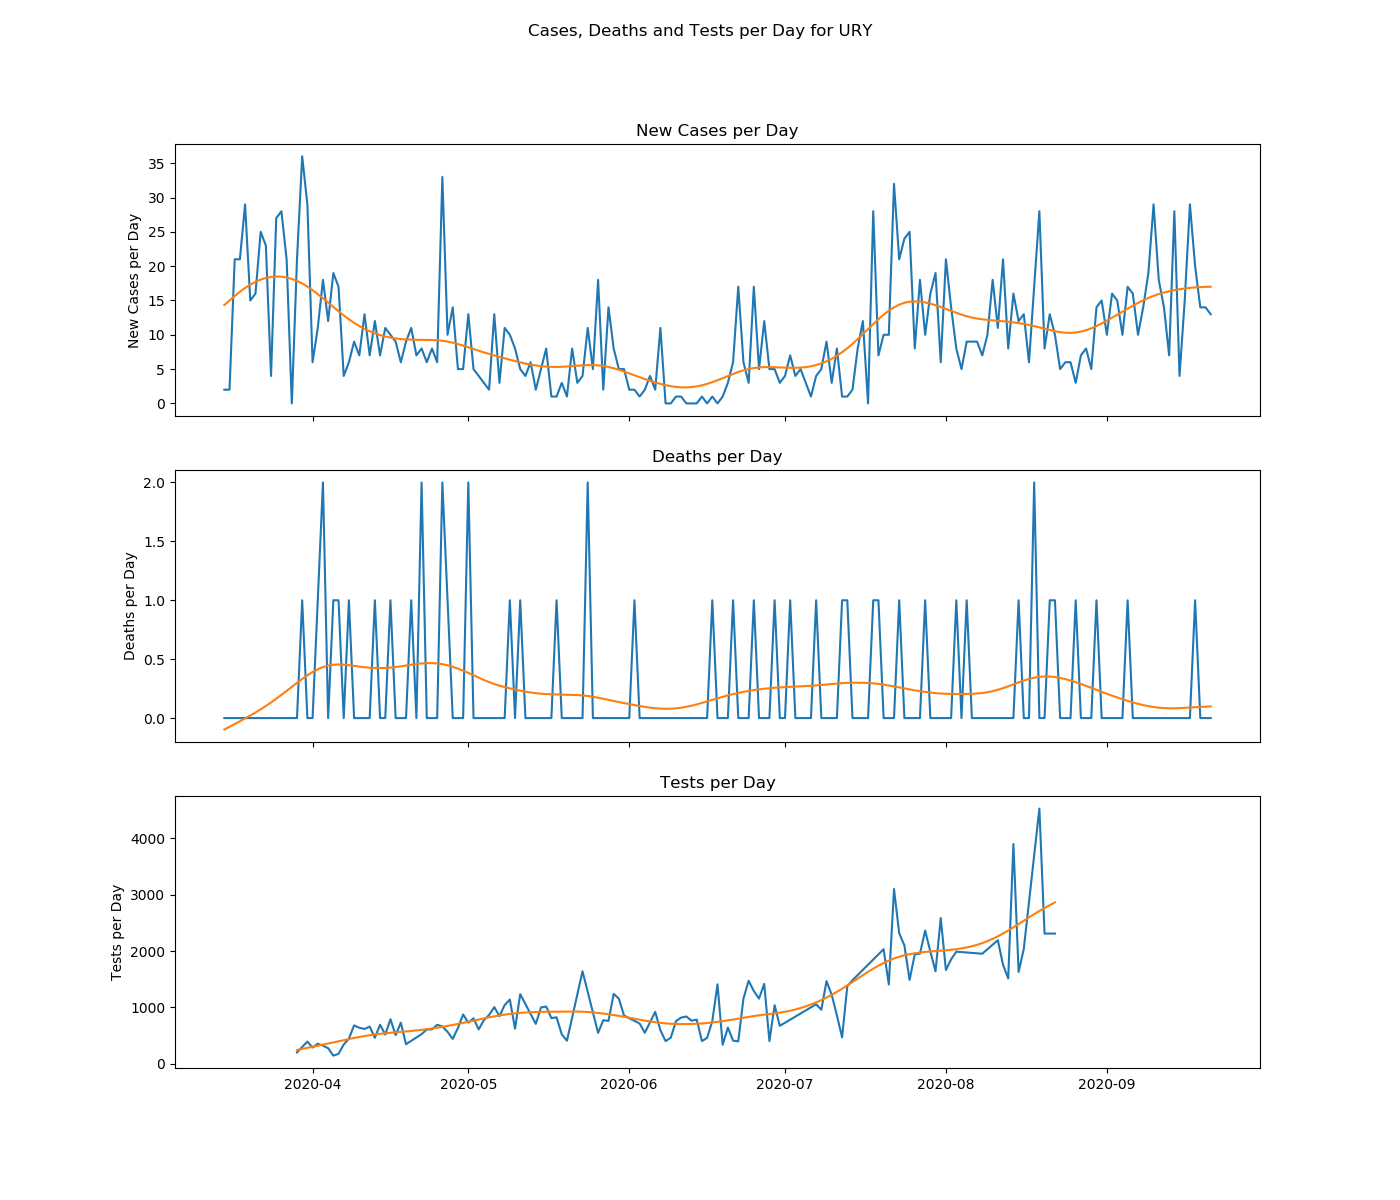 Cases, Deaths and Tests per Day for URY
New Cases per Day
New Cases per Day
35
30
25
20
15
10
5
0
Deaths per Day
Deaths per Day
2.0
1.5
1.0
0.5
0.0
Tests per Day
Tests per Day
4000
3000
2000
1000
0
2020-04 2020-05 2020-06 2020-07 2020-08 2020-09